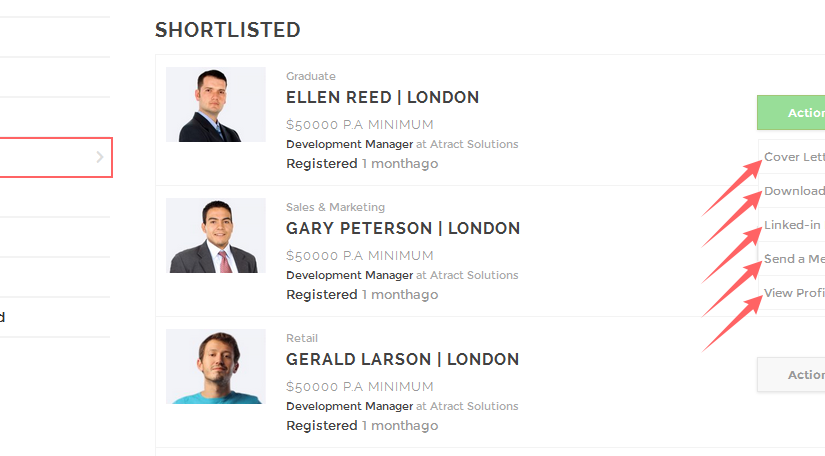 SHORTLISTED
Graduate
ELLEN REED | LONDON
$50000 P.A MINIMUM
Development Manager at Atract Solutions
Registered 1 monthago
Action
Cover Lett
Download
Linked-in
Send a Me
View Profi
Sales & Marketing
GARY PETERSON | LONDON
$50000 P.A MINIMUM
Development Manager at Atract Solutions
Registered 1 monthago
d
Retail
GERALD LARSON | LONDON
$50000 P.A MINIMUM
Development Manager at Atract Solutions
Registered 1 monthago
Action